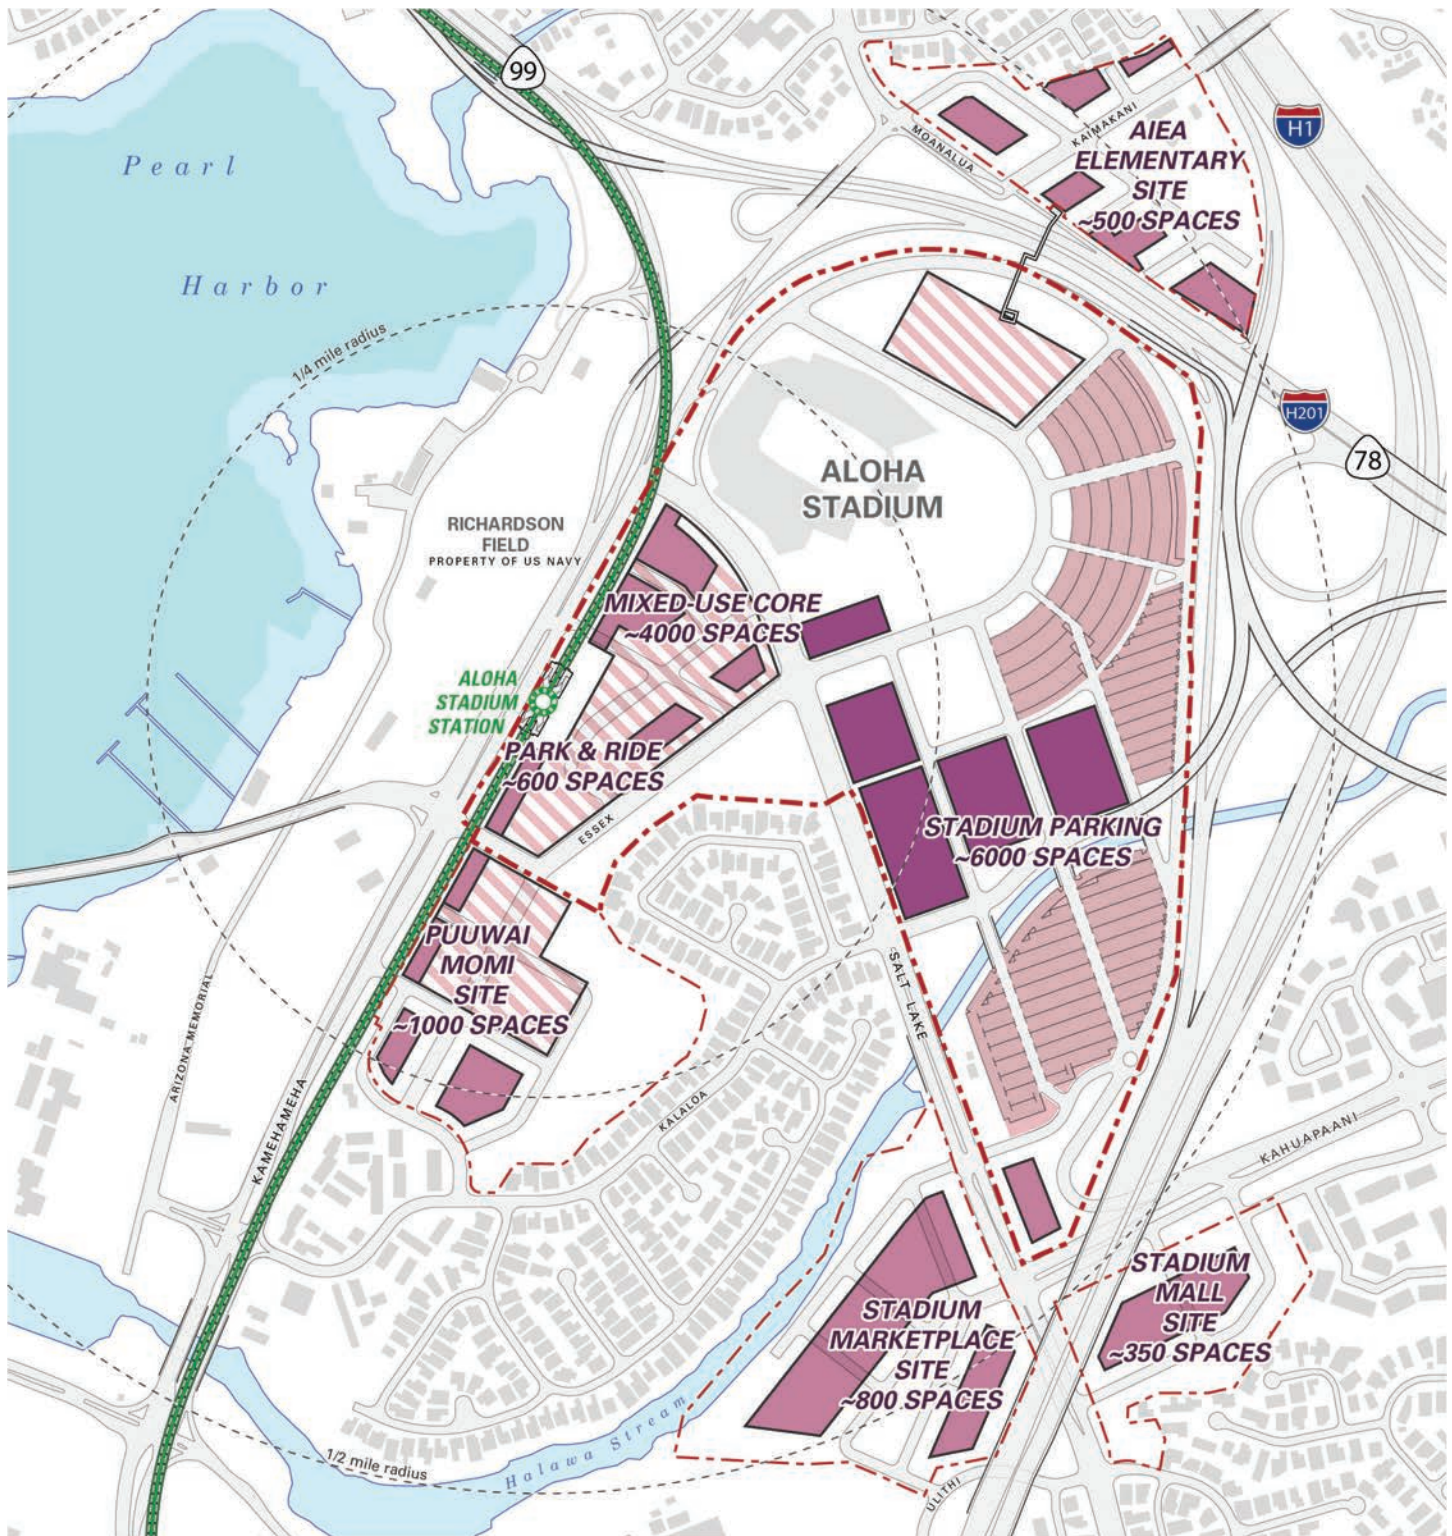 99
Pearl
Harbor
1/4 mile radius
MOANALUA
KAIMAKANI
AIEA
ELEMENTARY
SITE
~500 SPACES
H1
H201
78
ALOHA
STADIUM
RICHARDSON
FIELD
PROPERTY OF US NAVY
MIXED-USE CORE
~4000 SPACES
ALOHA
STADIUM
STATION
PARK & RIDE
~600 SPACES
ESSEX
STADIUM PARKING
~6000 SPACES
PUUWAI
MOMI
SITE
~1000 SPACES
SALT LAKE
ARIZONA MEMORIAL
KAMEHAMEHA
KALALOA
KAHUAPAANI
STADIUM
MALL
SITE
~350 SPACES
STADIUM
MARKETPLACE
SITE
~800 SPACES
1/2 mile radius
Halawa Stream
ULITHI